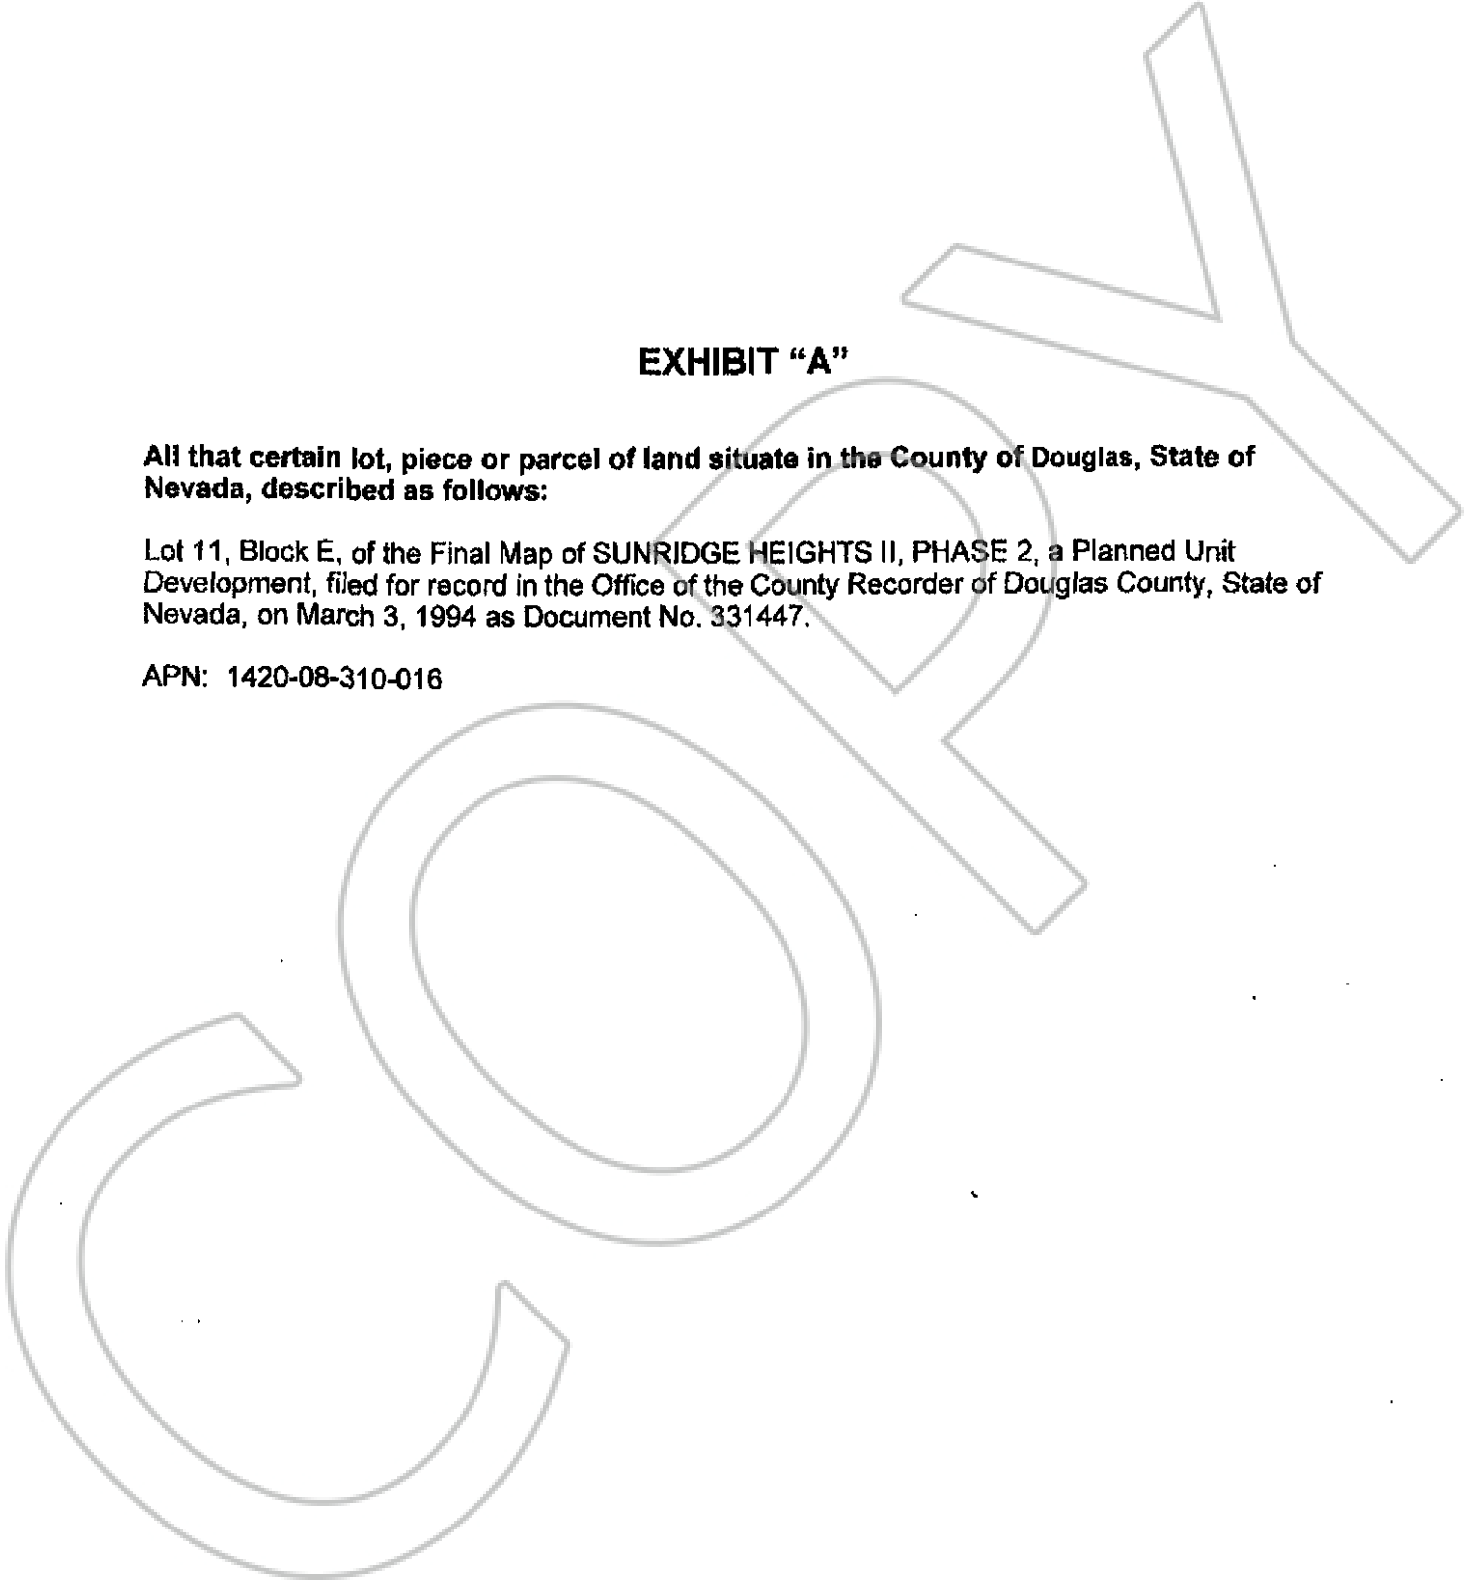 EXHIBIT “A”
All that certain lot, piece or parcel of land situate in the County of Douglas, State of
Nevada, described as follows:
Lot 11, Block E, of the Final Map of SUNRIDGE HEIGHTS II, PHASE 2, a Planned Unit
Development, filed for record in the Office of the County Recorder of Douglas County, State of
Nevada, on March 3, 1994 as Document No. 331447.
APN: 1420-08-310-016
COPY